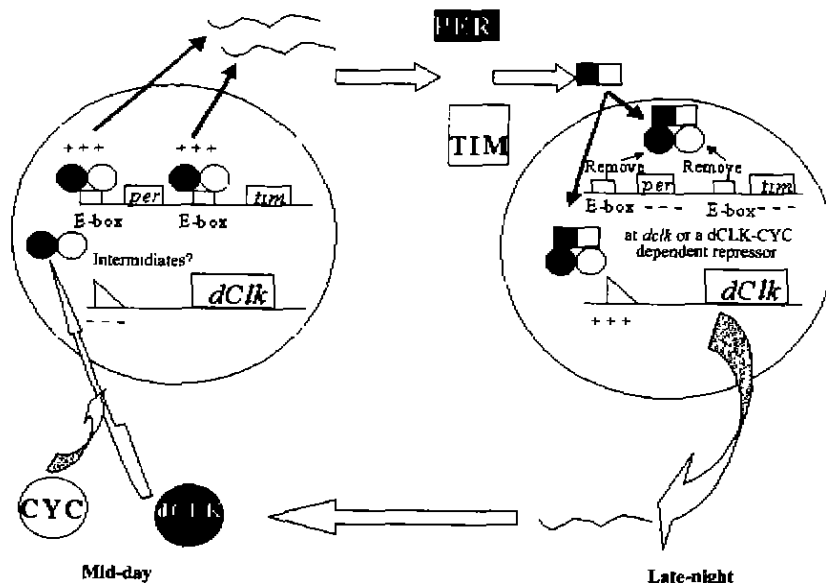 PER
TIM
+ + +
+ + +
per
tim
E-box
E-box
Intermidiates?
dClk
- - - -
Remove
Remove
per
tim
E-box - - - -
E-box - - - -
at dclk or a dCLK-CYC
dependent repressor
dClk
+ + +
CYC
dCLK
Mid-day
Late-night